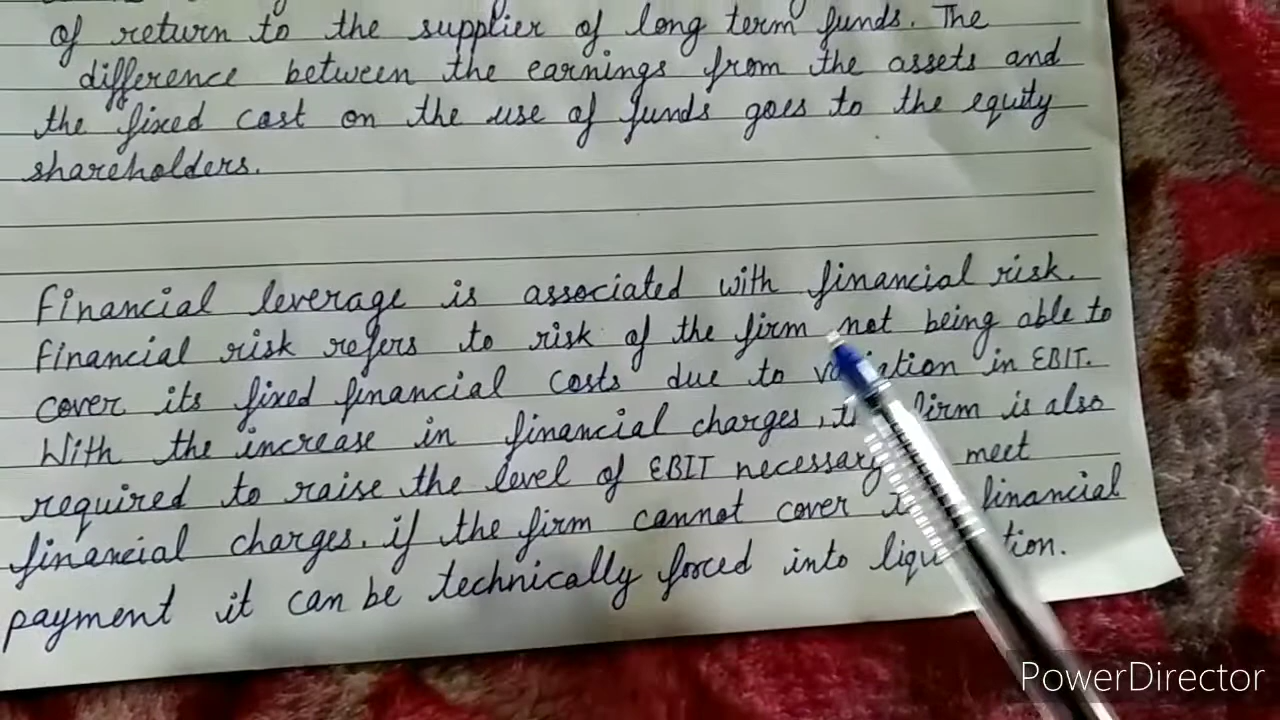 of return to the supplier of long term funds. The
difference between the earnings from the assets and
the fixed cost on the use of funds goes to the equity
shareholders.
Financial leverage is associated with financial risk.
Financial risk refers to risk of the firm not being able to
cover its fixed financial costs due to variation in EBIT.
With the increase in financial charges, the firm is also
required to raise the level of EBIT necessary meet
financial charges. if the firm cannot cover financial
payment it can be technically forced into liquidation.
PowerDirector